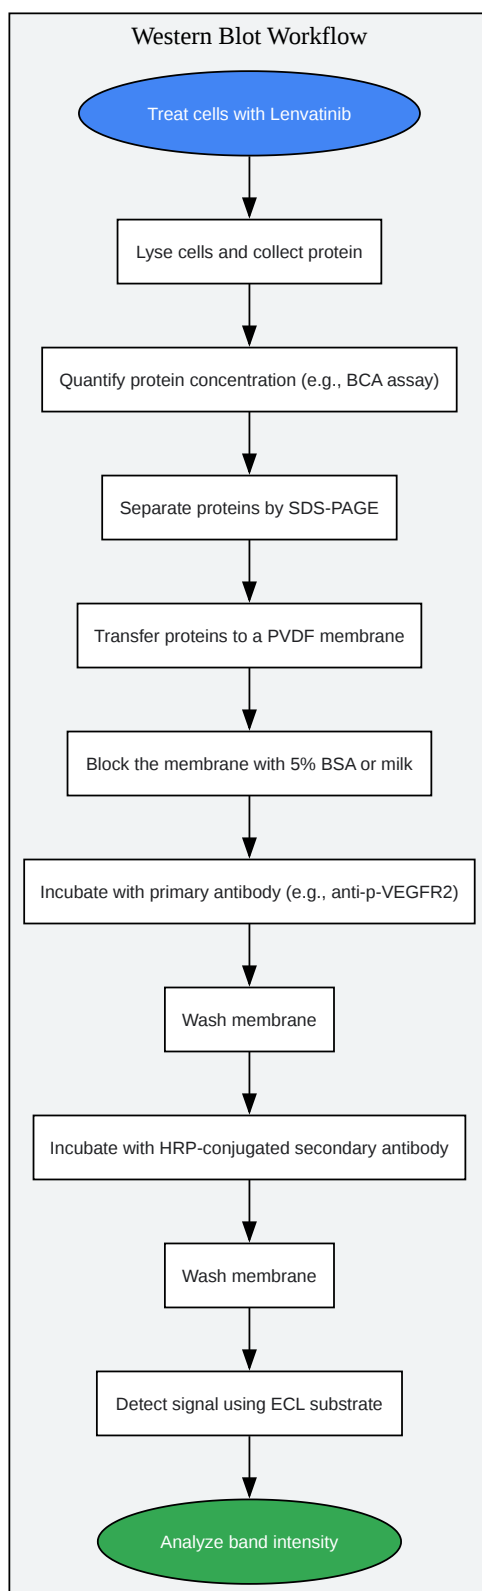 Western Blot Workflow
Treat cells with Lenvatinib
Lyse cells and collect protein
Quantify protein concentration (e.g., BCA assay)
Separate proteins by SDS-PAGE
Transfer proteins to a PVDF membrane
Block the membrane with 5% BSA or milk
Incubate with primary antibody (e.g., anti-p-VEGFR2)
Wash membrane
Incubate with HRP-conjugated secondary antibody
Wash membrane
Detect signal using ECL substrate
Analyze band intensity